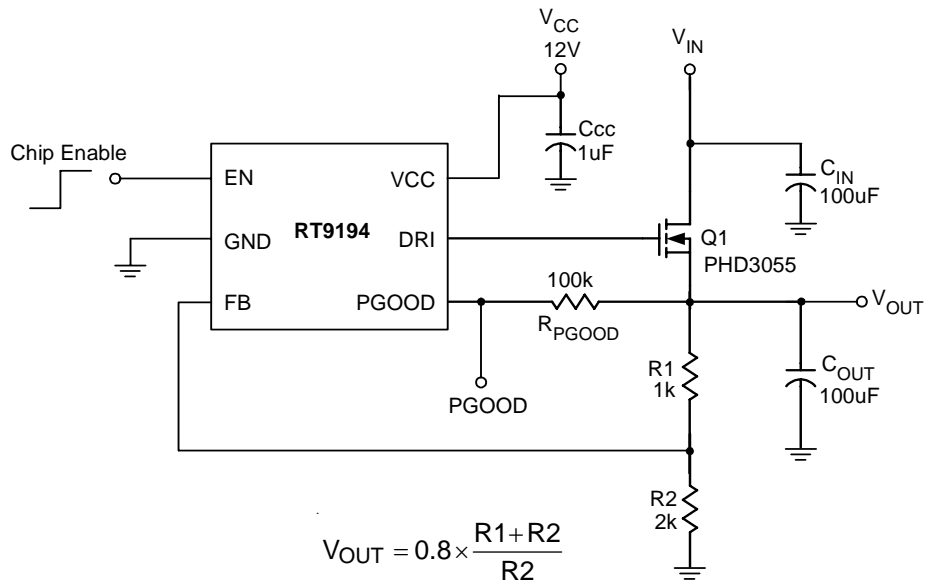 V_CC
12V
V_IN
Ccc
1uF
Chip Enable
EN
VCC
C_IN
100uF
RT9194
GND
DRI
Q1
PHD3055
100k
FB
PGOOD
R_PGOOD
V_OUT
R1
1k
C_OUT
100uF
PGOOD
R2
2k
V_OUT = 0.8 × (R1+R2)/R2